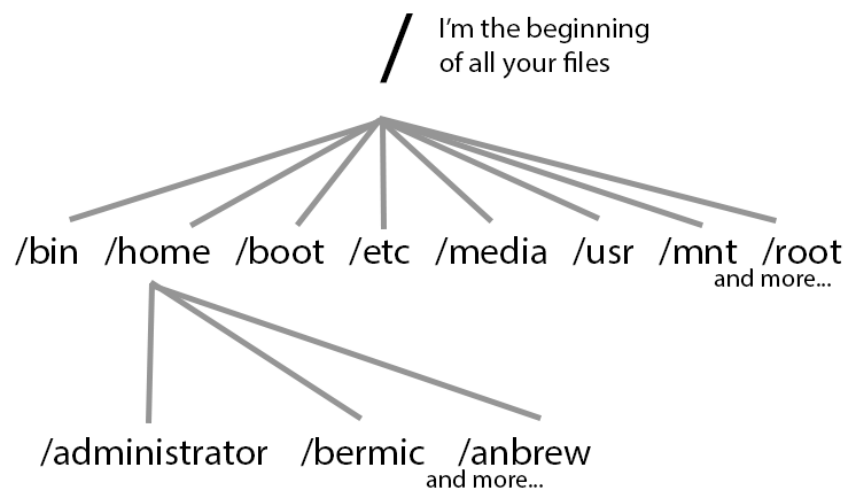 / I'm the beginning
of all your files
/bin /home /boot /etc /media /usr /mnt /root
and more...
/administrator /bermic /anbrew
and more...